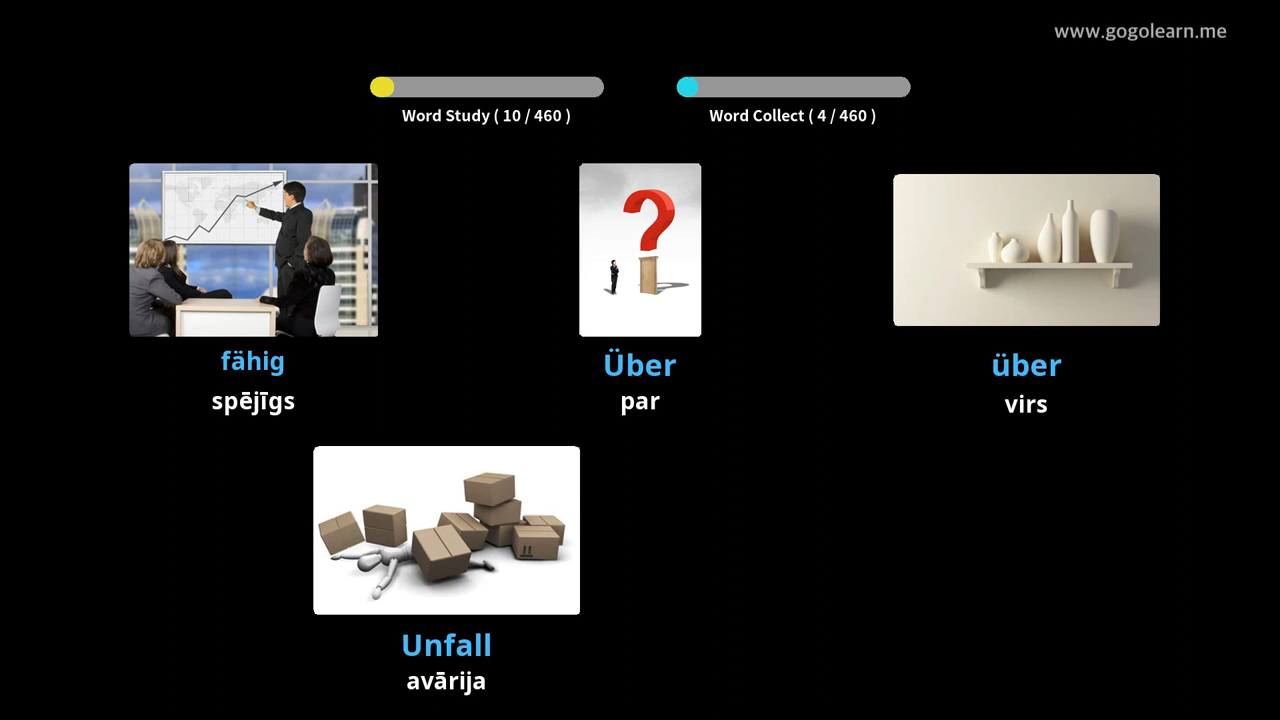 www.gogolearn.me
Word Study ( 10 / 460 )
Word Collect ( 4 / 460 )
fähig
spējīgs
Über
par
über
virs
Unfall
avārija